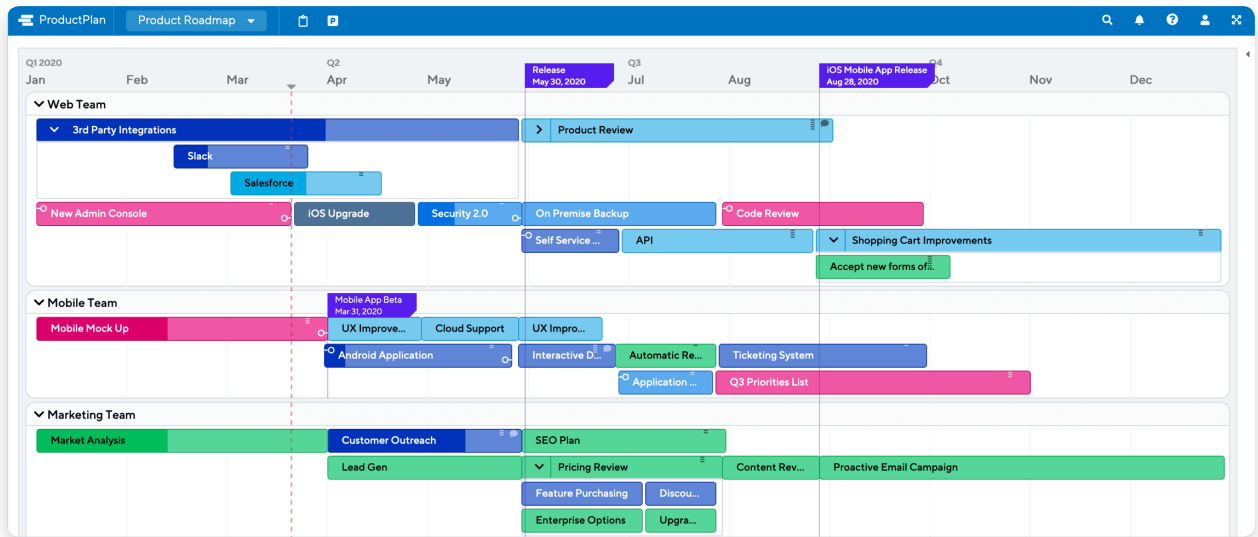 ProductPlan
Product Roadmap
P
Q1 2020
Q2
Q3
Q4
Jan
Feb
Mar
Apr
May
Release
May 30, 2020
Jul
Aug
iOS Mobile App Release
Aug 28, 2020
Oct
Nov
Dec
Web Team
3rd Party Integrations
Product Review
Slack
Salesforce
New Admin Console
iOS Upgrade
Security 2.0
On Premise Backup
Code Review
Self Service ...
API
Shopping Cart Improvements
Accept new forms of...
Mobile Team
Mobile App Beta
Mar 31, 2020
Mobile Mock Up
UX Improve...
Cloud Support
UX Impro...
Android Application
Interactive D...
Automatic Re...
Ticketing System
Application ...
Q3 Priorities List
Marketing Team
Market Analysis
Customer Outreach
SEO Plan
Lead Gen
Pricing Review
Content Rev...
Proactive Email Campaign
Feature Purchasing
Discou...
Enterprise Options
Upgra...